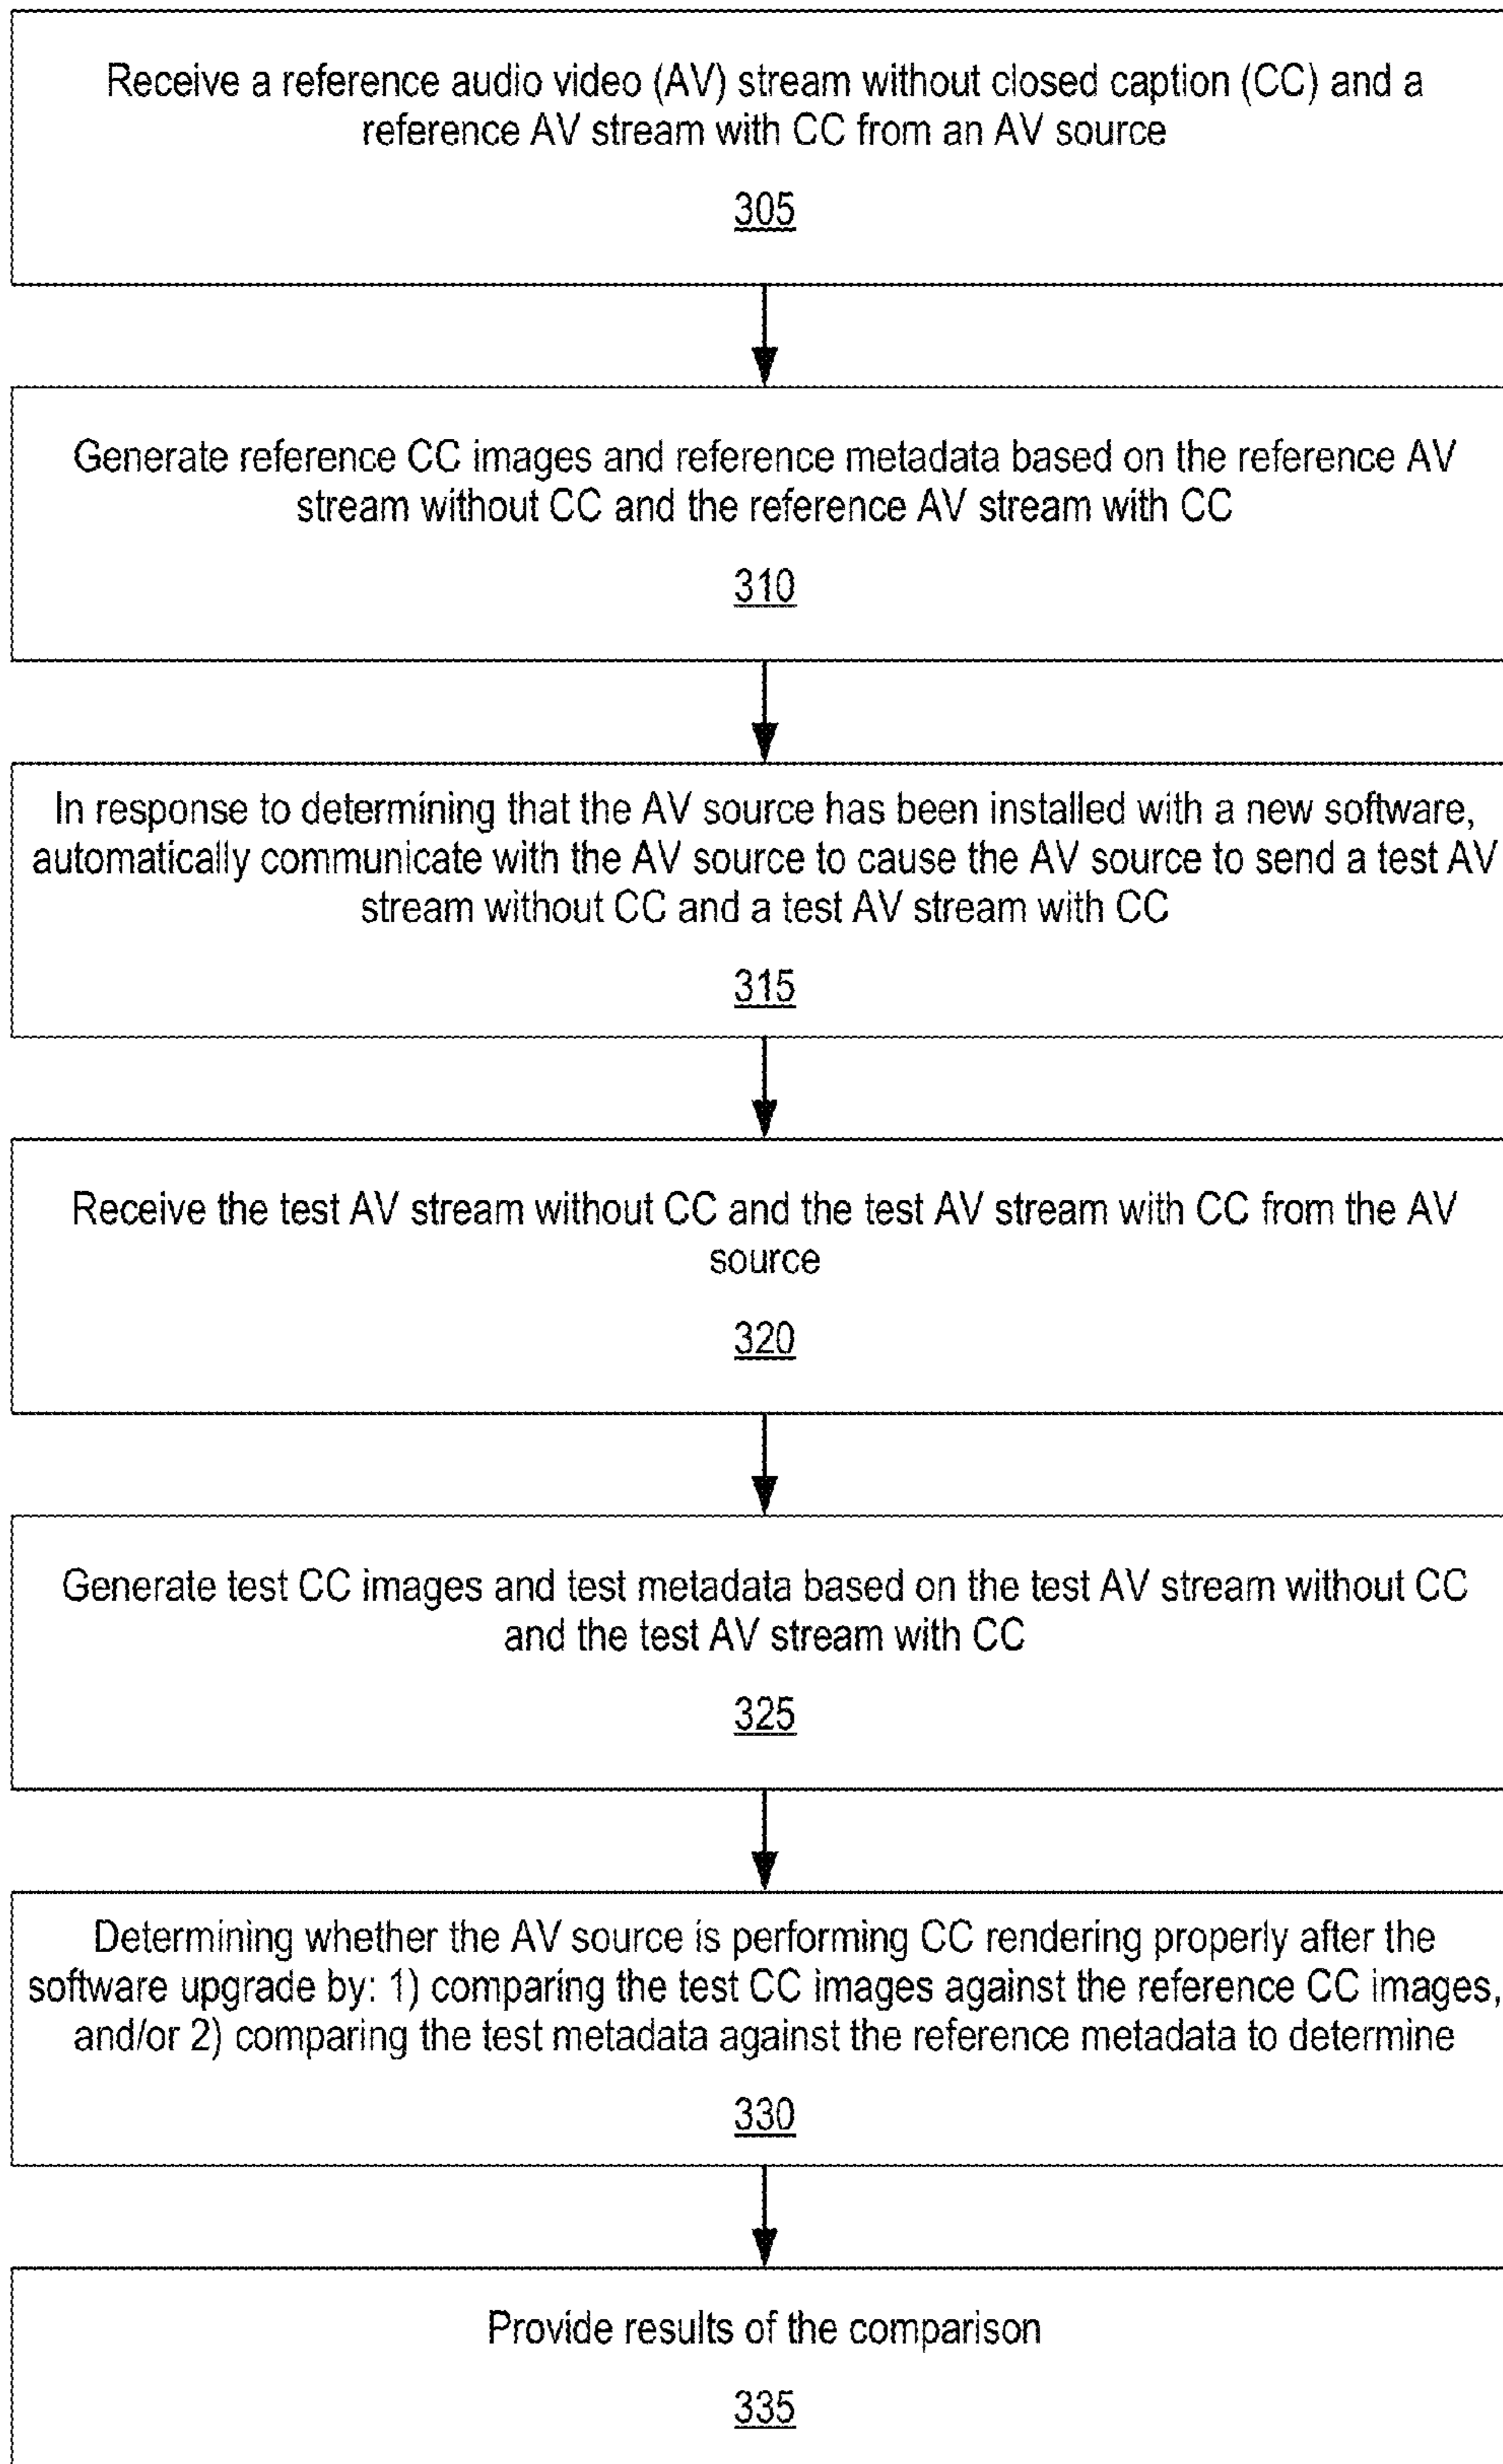 Receive a reference audio video (AV) stream without closed caption (CC) and a
reference AV stream with CC from an AV source
305
Generate reference CC images and reference metadata based on the reference AV
stream without CC and the reference AV stream with CC
310
In response to determining that the AV source has been installed with a new software,
automatically communicate with the AV source to cause the AV source to send a test AV
stream without CC and a test AV stream with CC
315
Receive the test AV stream without CC and the test AV stream with CC from the AV
source
320
Generate test CC images and test metadata based on the test AV stream without CC
and the test AV stream with CC
325
Determining whether the AV source is performing CC rendering properly after the
software upgrade by: 1) comparing the test CC images against the reference CC images,
and/or 2) comparing the test metadata against the reference metadata to determine
330
Provide results of the comparison
335